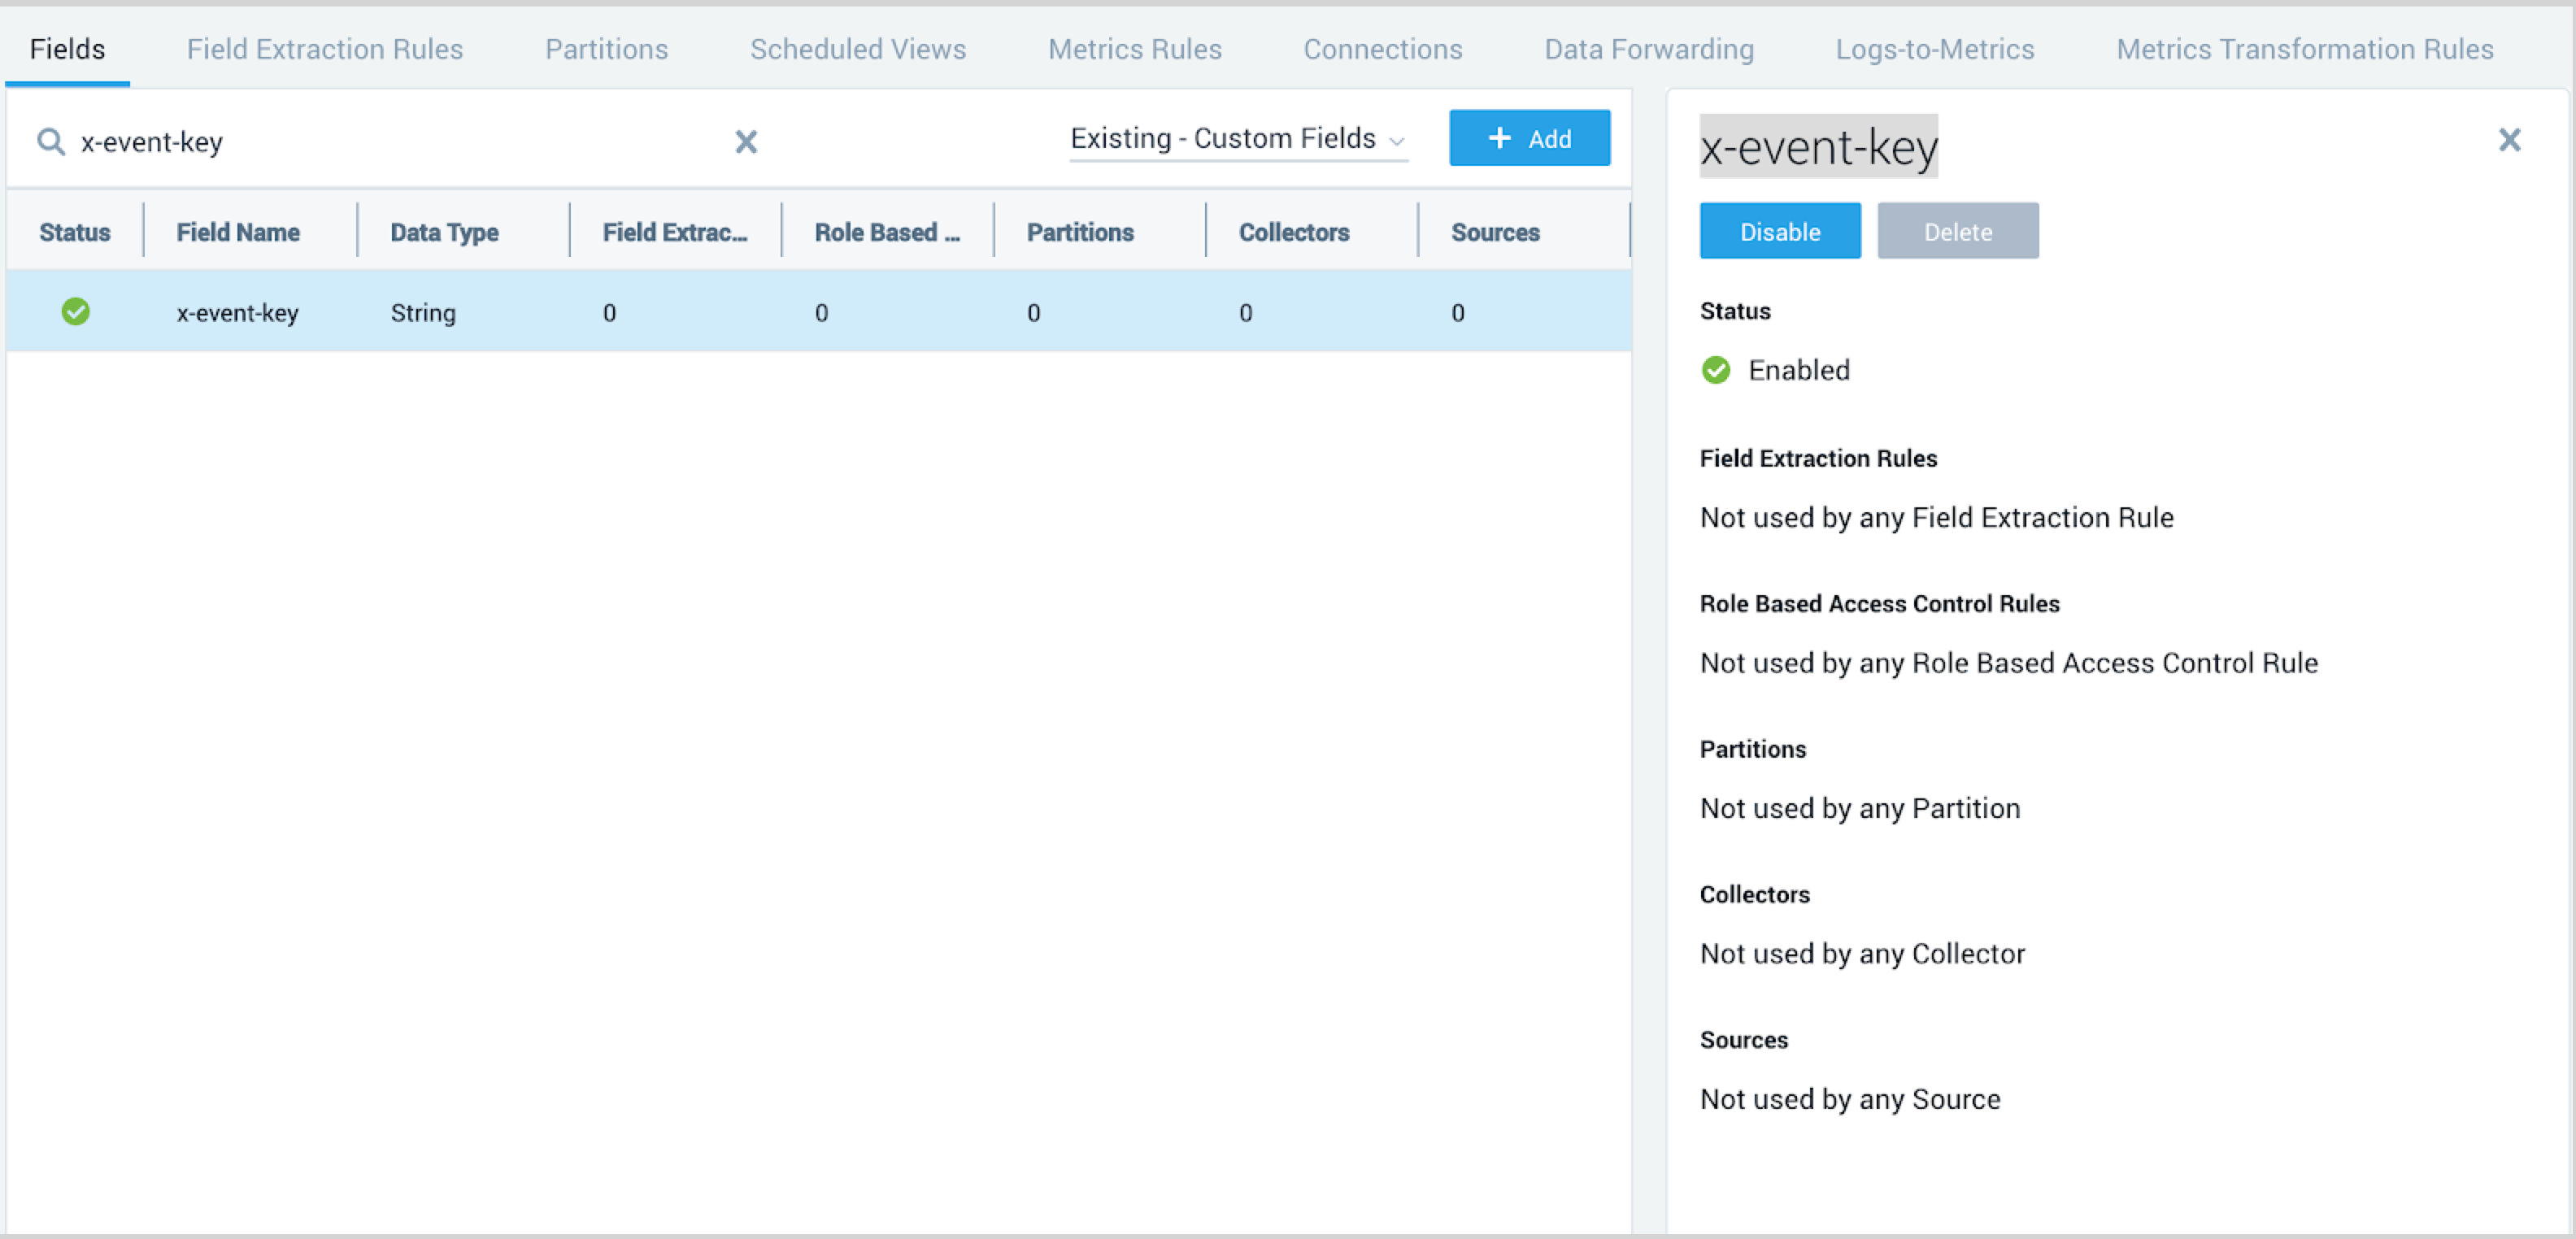 Fields Field Extraction Rules Partitions Scheduled Views Metrics Rules Connections Data Forwarding Logs-to-Metrics Metrics Transformation Rules
x-event-key Existing - Custom Fields + Add
Status Field Name Data Type Field Extrac... Role Based ... Partitions Collectors Sources
x-event-key String 0 0 0 0 0
x-event-key
Disable Delete
Status
Enabled
Field Extraction Rules
Not used by any Field Extraction Rule
Role Based Access Control Rules
Not used by any Role Based Access Control Rule
Partitions
Not used by any Partition
Collectors
Not used by any Collector
Sources
Not used by any Source